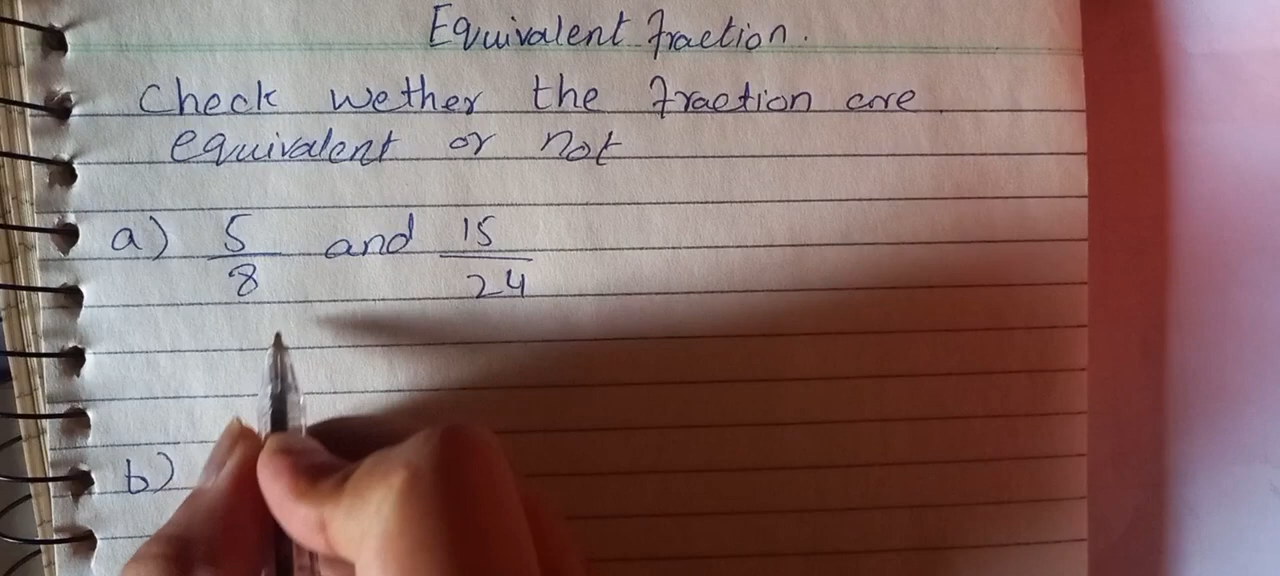 Equivalent fraction.
Check wether the fraction are
equivalent or not
a) 5/8 and 15/24
b)